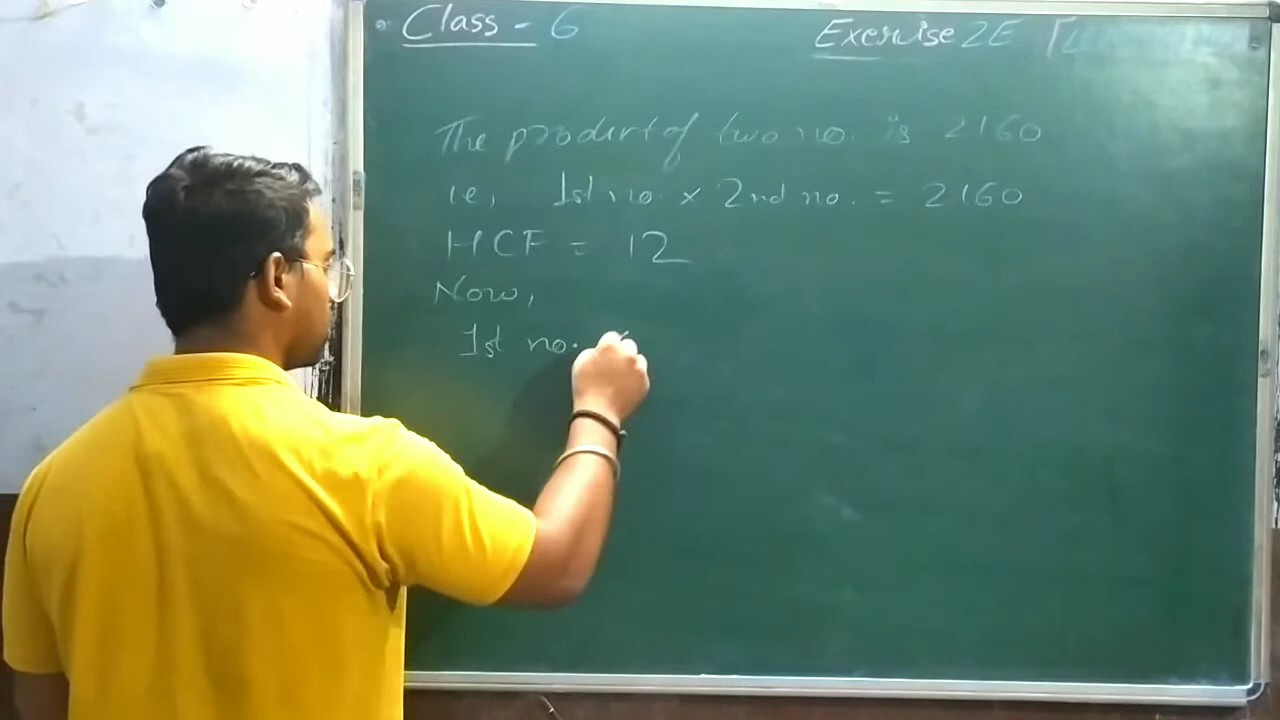 Class - 6
Exercise 2E
The product of two no. is 2160
ie, 1st no. × 2nd no. = 2160
HCF = 12
Now,
1st no.